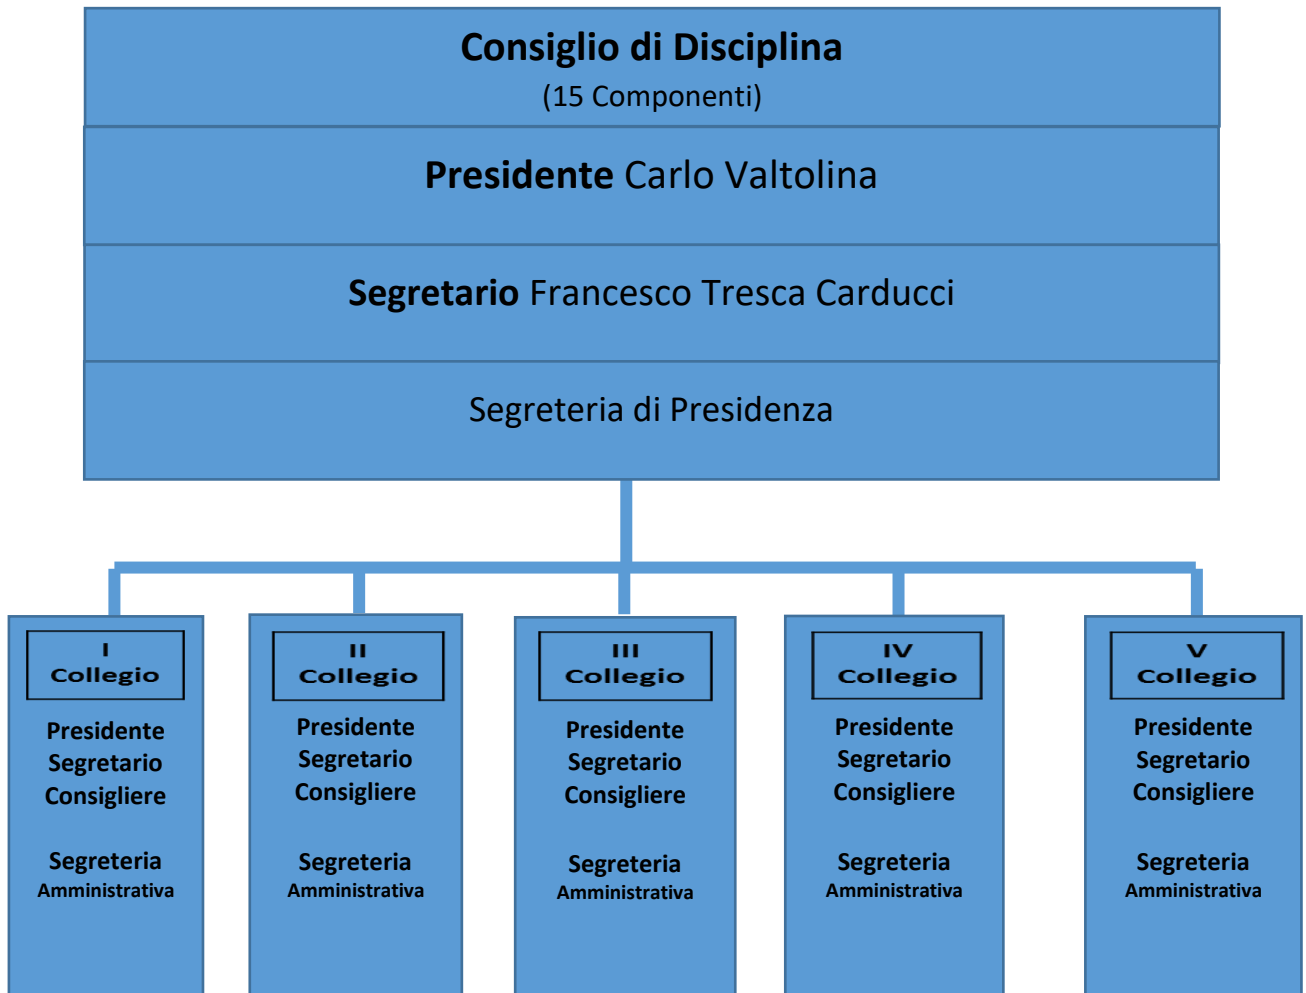 Consiglio di Disciplina
(15 Componenti)
Presidente Carlo Valtolina
Segretario Francesco Tresca Carducci
Segreteria di Presidenza
I
Collegio
Presidente
Segretario
Consigliere
Segreteria
Amministrativa
II
Collegio
Presidente
Segretario
Consigliere
Segreteria
Amministrativa
III
Collegio
Presidente
Segretario
Consigliere
Segreteria
Amministrativa
IV
Collegio
Presidente
Segretario
Consigliere
Segreteria
Amministrativa
V
Collegio
Presidente
Segretario
Consigliere
Segreteria
Amministrativa